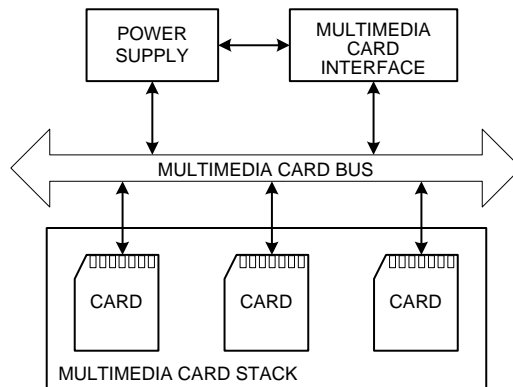 POWER
SUPPLY
MULTIMEDIA
CARD
INTERFACE
MULTIMEDIA CARD BUS
CARD
CARD
CARD
MULTIMEDIA CARD STACK